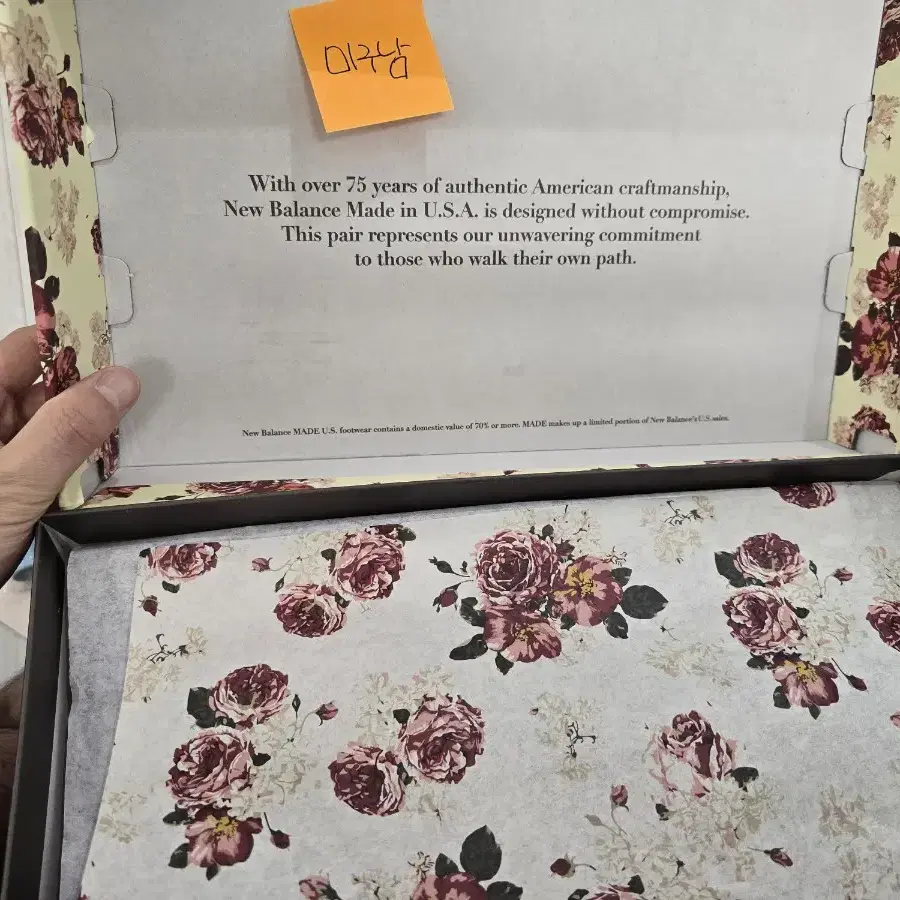 미구남
With over 75 years of authentic American craftmanship,
New Balance Made in U.S.A. is designed without compromise.
This pair represents our unwavering commitment
to those who walk their own path.
New Balance MADE U.S. footwear contains a domestic value of 70% or more. MADE makes up a limited portion of New Balance's U.S. sales.